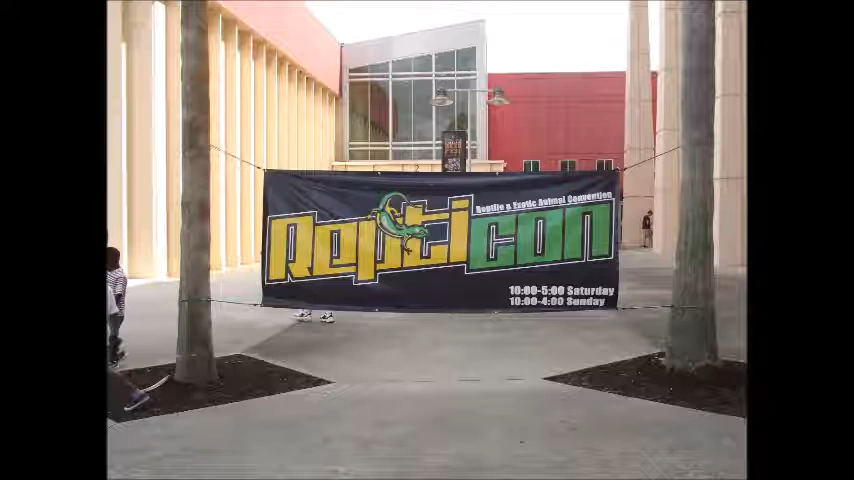 Repticon
Reptile & Exotic Animal Convention
10:00-5:00 Saturday
10:00-4:00 Sunday